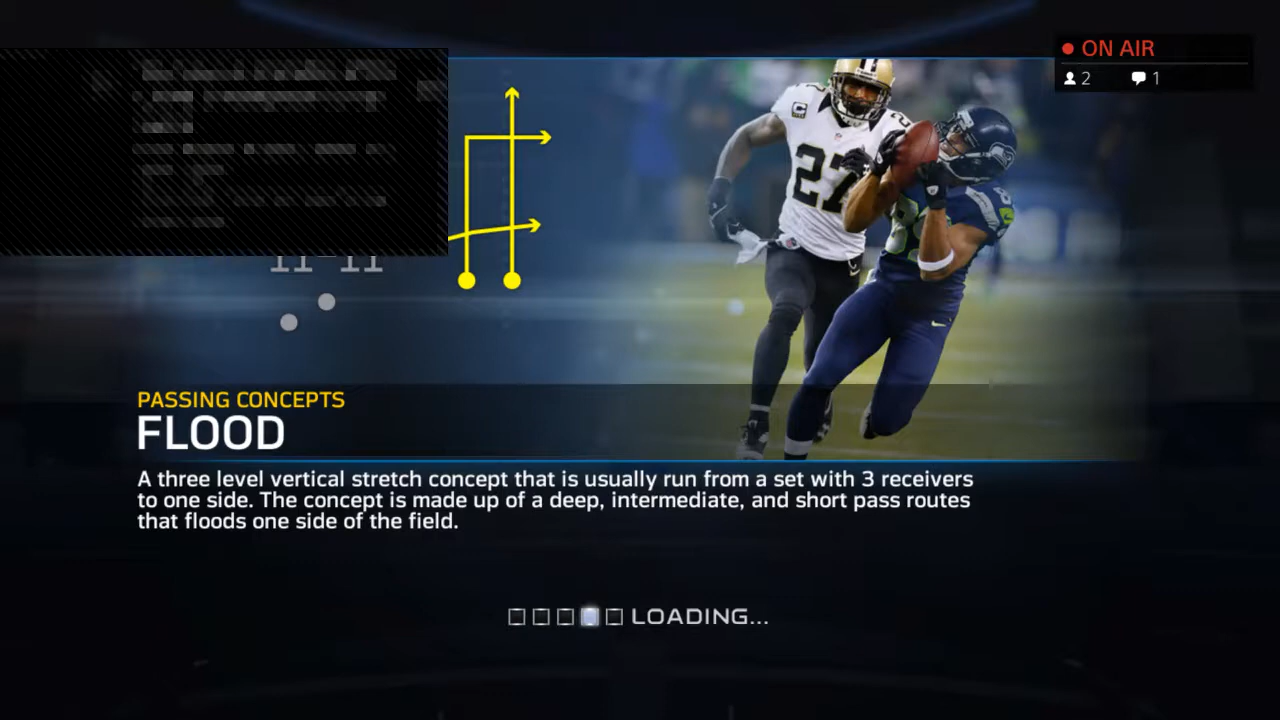 ON AIR
2 1
27
PASSING CONCEPTS
FLOOD
A three level vertical stretch concept that is usually run from a set with 3 receivers
to one side. The concept is made up of a deep, intermediate, and short pass routes
that floods one side of the field.
LOADING...